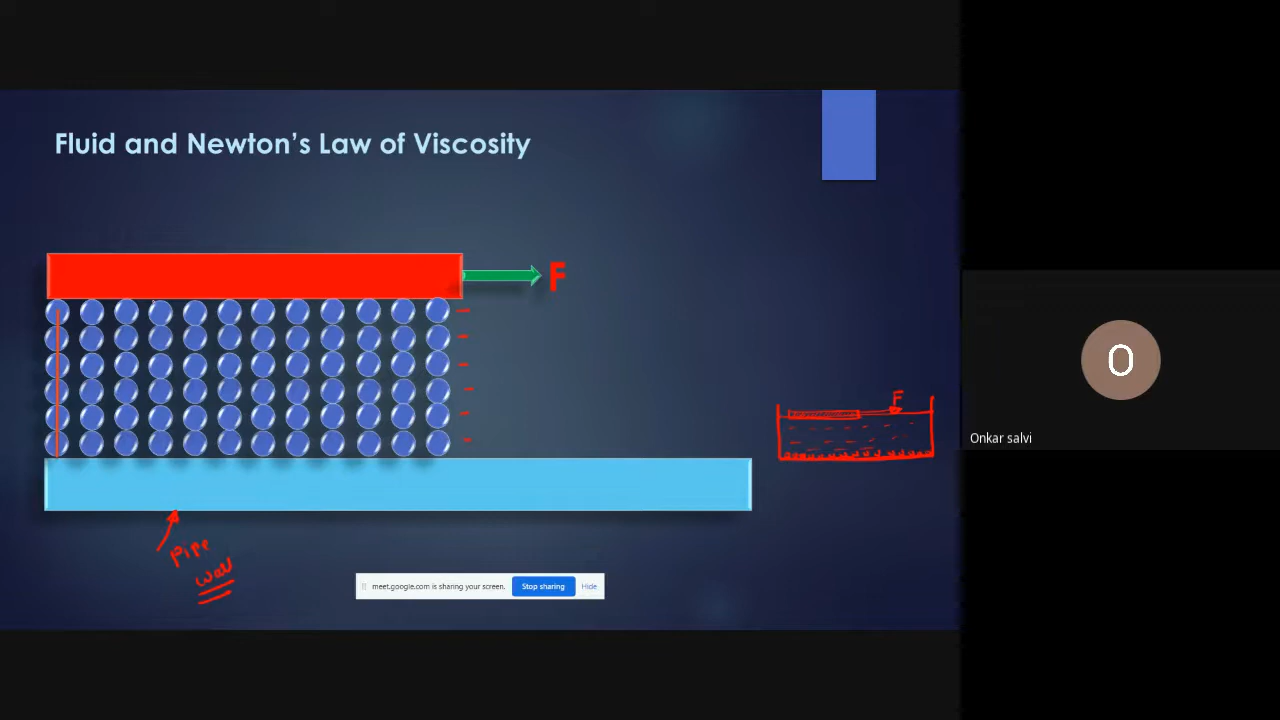 Fluid and Newton's Law of Viscosity
F
F
pipe
wall
meet.google.com is sharing your screen. Stop sharing Hide
O
Onkar salvi